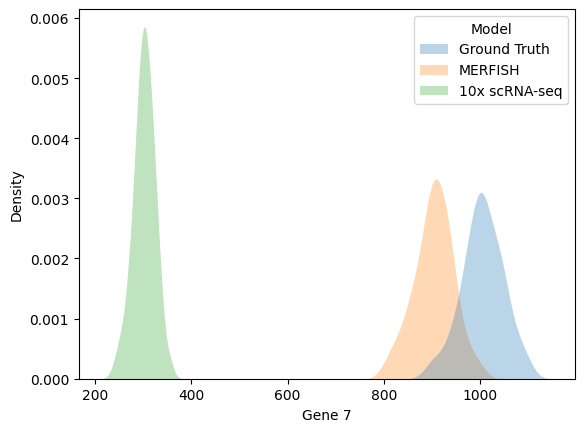 0.006
0.005
0.004
0.003
0.002
0.001
0.000
Density
200
400
600
800
1000
Gene 7
Model
Ground Truth
MERFISH
10x scRNA-seq